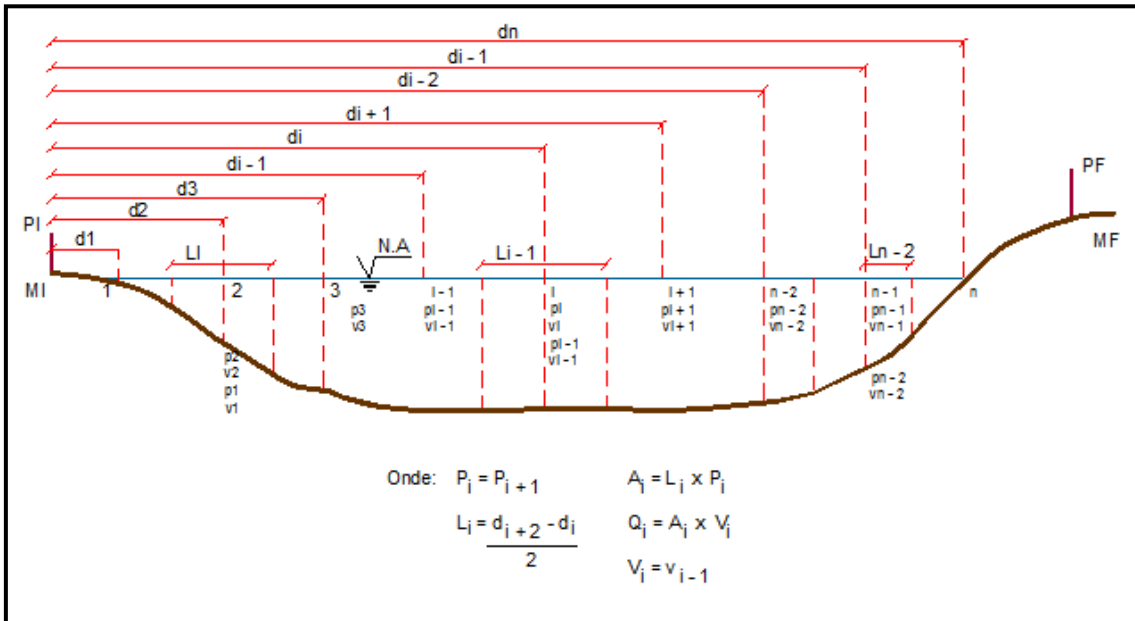 dn
di - 1
di - 2
di + 1
di
di - 1
d3
d2
d1
PI
PF
MI
MF
LI
N.A
Li - 1
Ln - 2
1
2
3
I - 1
I
I + 1
n - 2
n - 1
n
p3
v3
pI - 1
vI - 1
pI
vI
pI - 1
vI - 1
pI + 1
vI + 1
pn - 2
vn - 2
pn - 1
vn - 1
p2
v2
p1
v1
pn - 2
vn - 2
Onde: Pi = Pi + 1
Ai = Li x Pi
Li = di + 2 - di
2
Qi = Ai x Vi
Vi = vi - 1